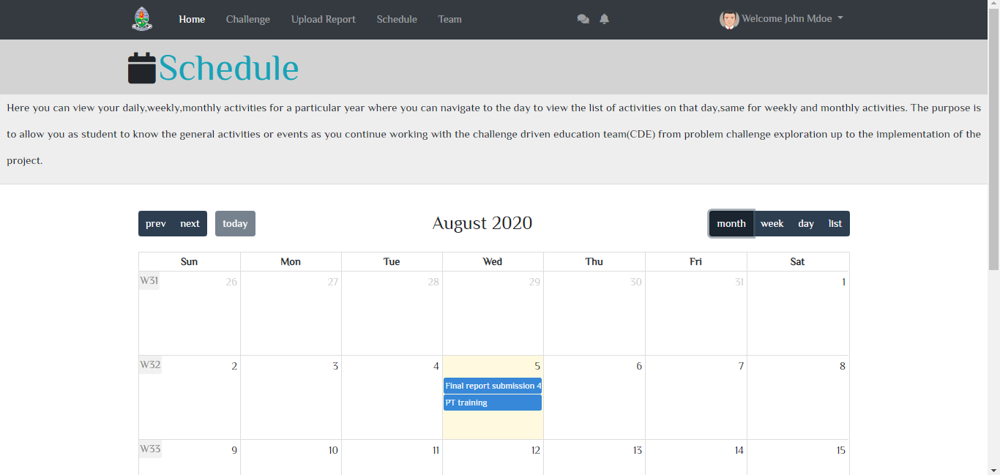 Home Challenge Upload Report Schedule Team Welcome John Mdoe
Schedule
Here you can view your daily,weekly,monthly activities for a particular year where you can navigate to the day to view the list of activities on that day,same for weekly and monthly activities. The purpose is
to allow you as student to know the general activities or events as you continue working with the challenge driven education team(CDE) from problem challenge exploration up to the implementation of the
project.
prev next today August 2020 month week day list
Sun Mon Tue Wed Thu Fri Sat
W31 26 27 28 29 30 31 1
W32 2 3 4 5 6 7 8
Final report submission 4
PT training
W33 9 10 11 12 13 14 15